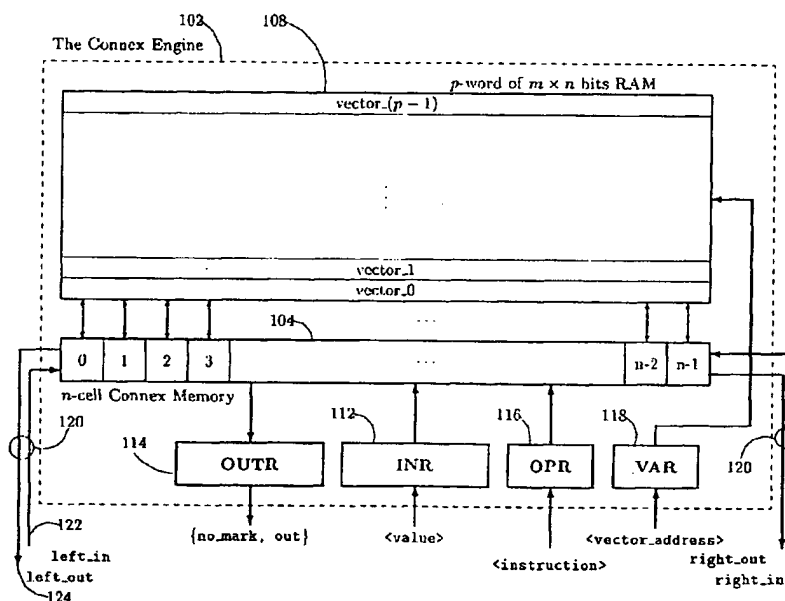 102
108
The Connex Engine
p-word of m × n bits RAM
vector_(p − 1)
vector_1
vector_0
104
0 1 2 3 n-2 n-1
n-cell Connex Memory
120
114
112
116
118
120
OUTR
INR
OPR
VAR
122
{no_mark, out}
<value>
<vector_address>
left_in
<instruction>
right_out
left_out
right_in
124